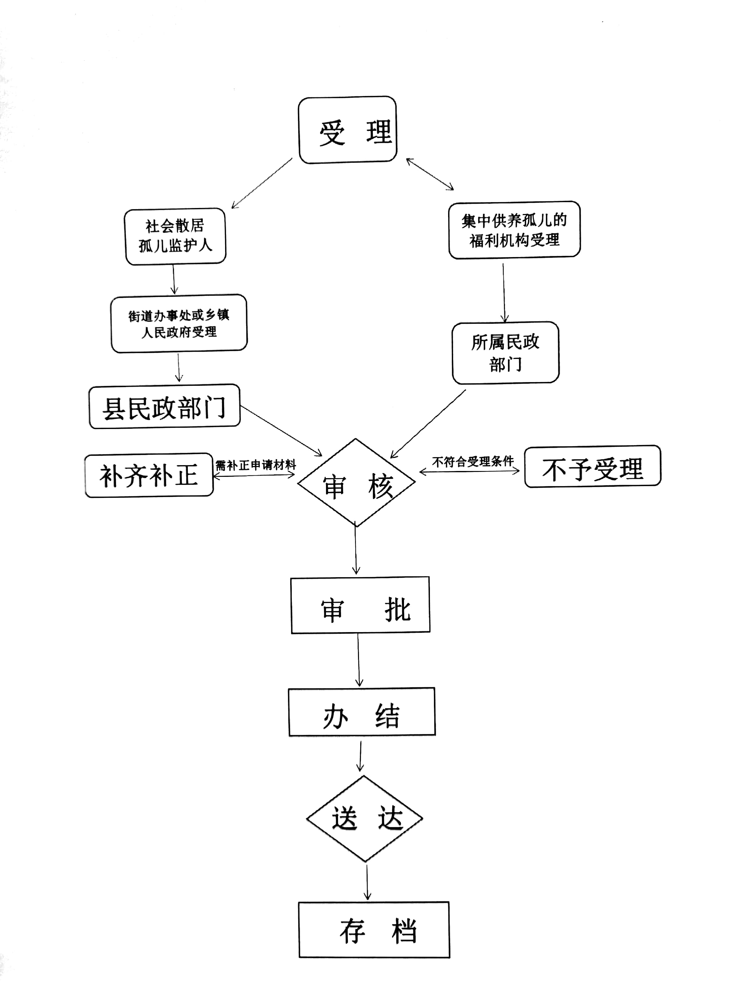 受 理
社会散居
孤儿监护人
集中供养孤儿的
福利机构受理
街道办事处或乡镇
人民政府受理
所属民政
部门
县民政部门
补齐补正
需补正申请材料
审 核
不符合受理条件
不予受理
审 批
办 结
送 达
存 档